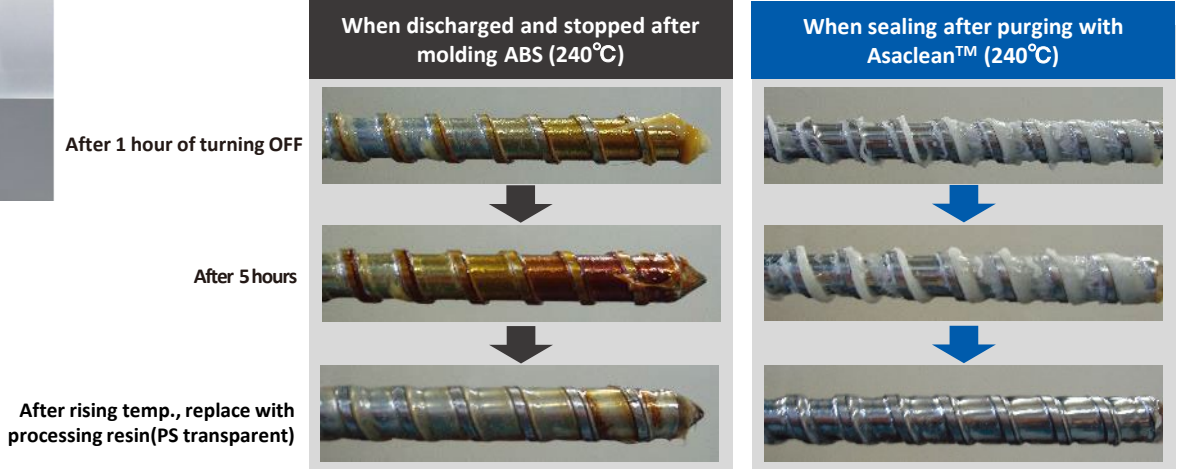 When discharged and stopped after
molding ABS (240℃)
When sealing after purging with
Asaclean™ (240℃)
After 1 hour of turning OFF
After 5 hours
After rising temp., replace with
processing resin(PS transparent)